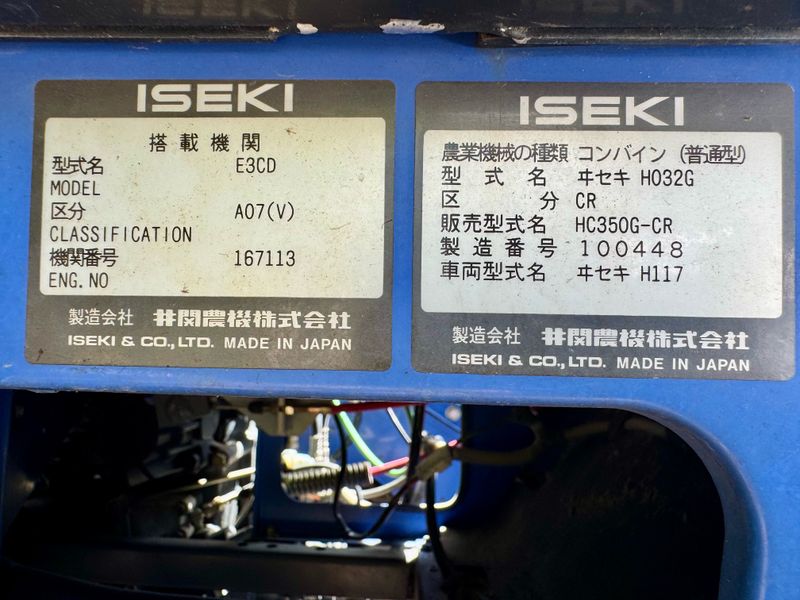 ISEKI
搭載機関
型式名 E3CD
MODEL
区分 A07(V)
CLASSIFICATION
機関番号 167113
ENG.NO
製造会社 井関農機株式会社
ISEKI & CO., LTD. MADE IN JAPAN
ISEKI
農業機械の種類 コンバイン (普通型)
型式名 ヰセキ HO32G
区分 CR
販売型式名 HC350G-CR
製造番号 100448
車両型式名 ヰセキ H117
製造会社 井関農機株式会社
ISEKI & CO., LTD. MADE IN JAPAN